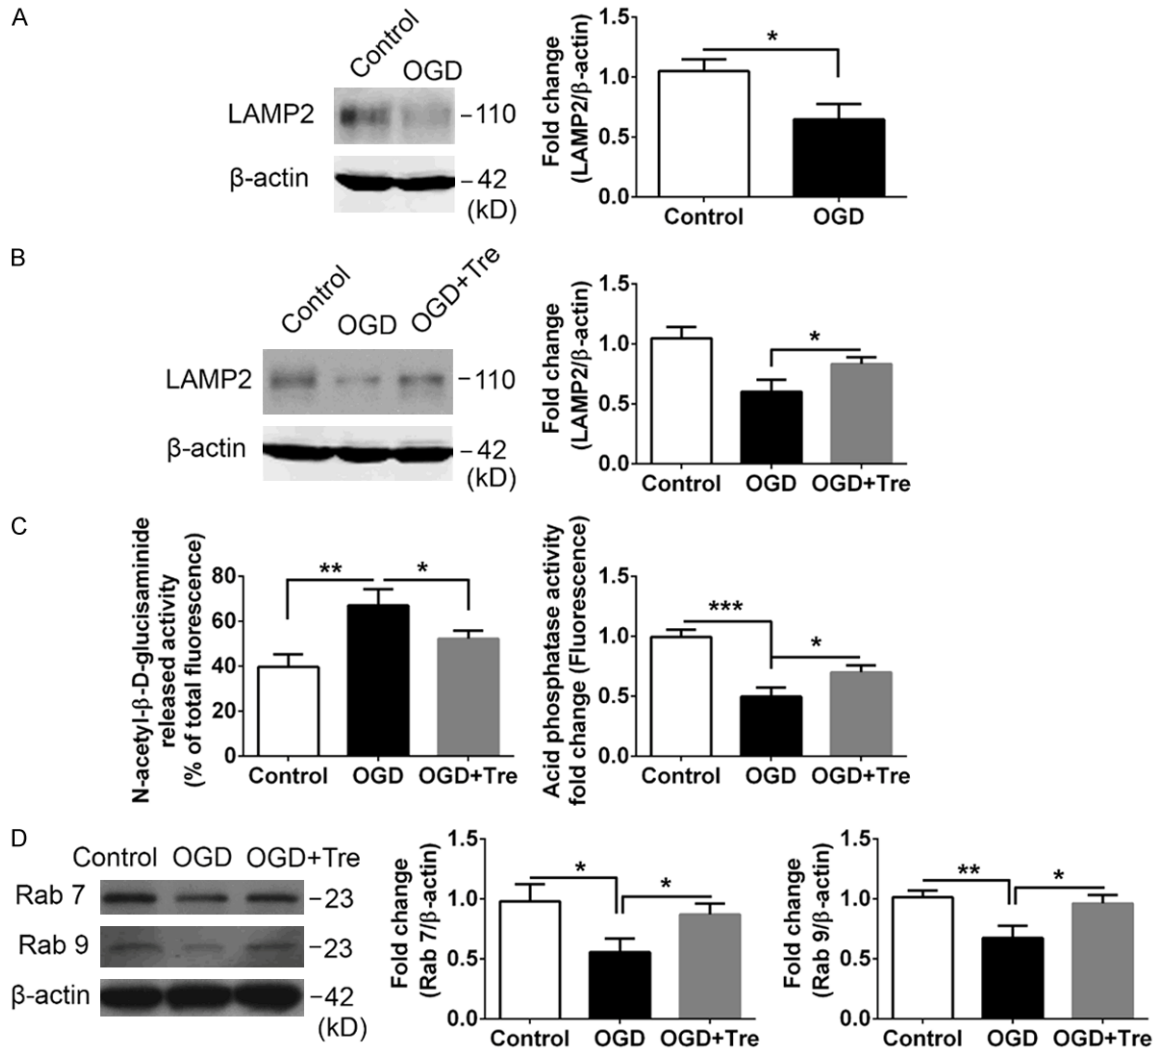 A
Control
OGD
LAMP2
-110
β-actin
-42
(kD)
Fold change
(LAMP2/β-actin)
1.5
1.0
0.5
0.0
*
Control
OGD
B
Control
OGD
OGD+Tre
LAMP2
-110
β-actin
-42
(kD)
Fold change
(LAMP2/β-actin)
1.5
1.0
0.5
0.0
*
Control
OGD
OGD+Tre
C
N-acetyl-β-D-glucisaminide
released activity
(% of total fluorescence)
80
60
40
20
0
**
*
Control
OGD
OGD+Tre
Acid phosphatase activity
fold change (Fluorescence)
1.5
1.0
0.5
0.0
***
*
Control
OGD
OGD+Tre
D
Control OGD OGD+Tre
Rab 7
-23
Rab 9
-23
β-actin
-42
(kD)
Fold change
(Rab 7/β-actin)
1.5
1.0
0.5
0.0
*
*
Control
OGD
OGD+Tre
Fold change
(Rab 9/β-actin)
1.5
1.0
0.5
0.0
**
*
Control
OGD
OGD+Tre